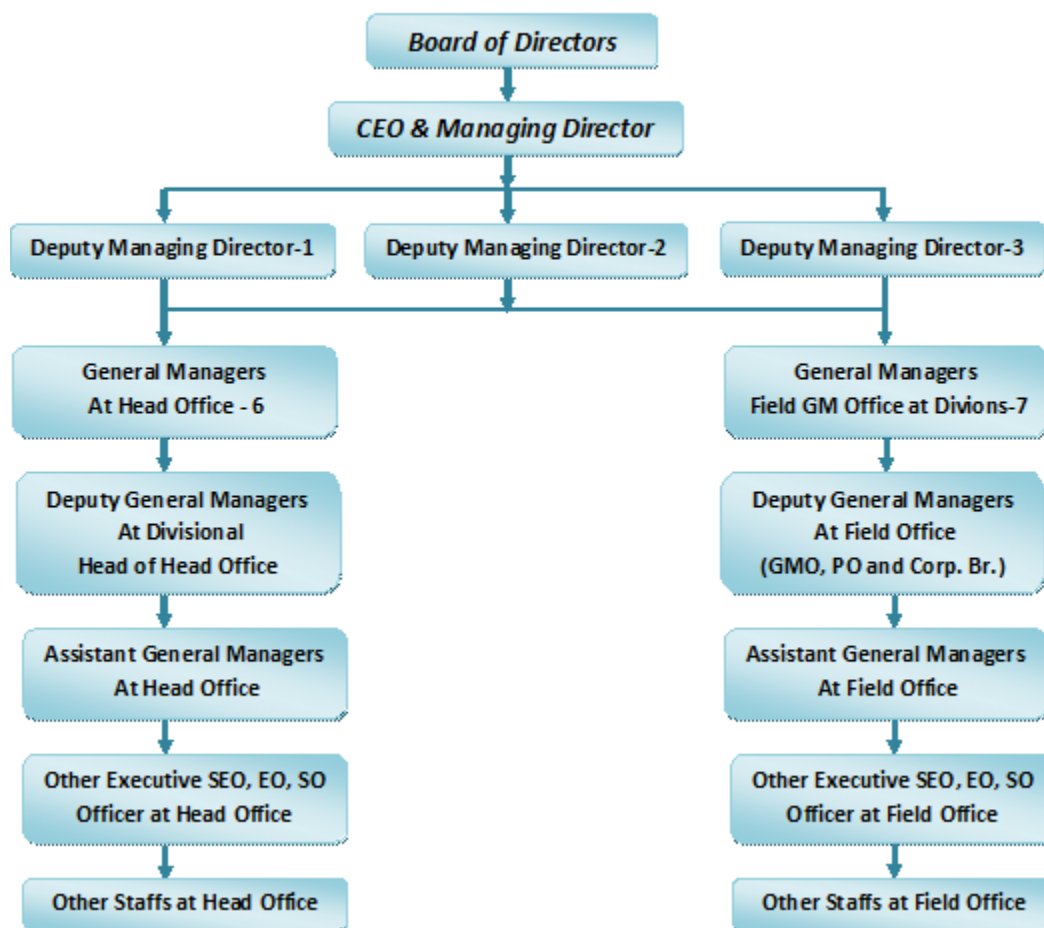 Board of Directors
CEO & Managing Director
Deputy Managing Director-1
Deputy Managing Director-2
Deputy Managing Director-3
General Managers
At Head Office - 6
General Managers
Field GM Office at Divions-7
Deputy General Managers
At Divisional
Head of Head Office
Deputy General Managers
At Field Office
(GMO, PO and Corp. Br.)
Assistant General Managers
At Head Office
Assistant General Managers
At Field Office
Other Executive SEO, EO, SO
Officer at Head Office
Other Executive SEO, EO, SO
Officer at Field Office
Other Staffs at Head Office
Other Staffs at Field Office